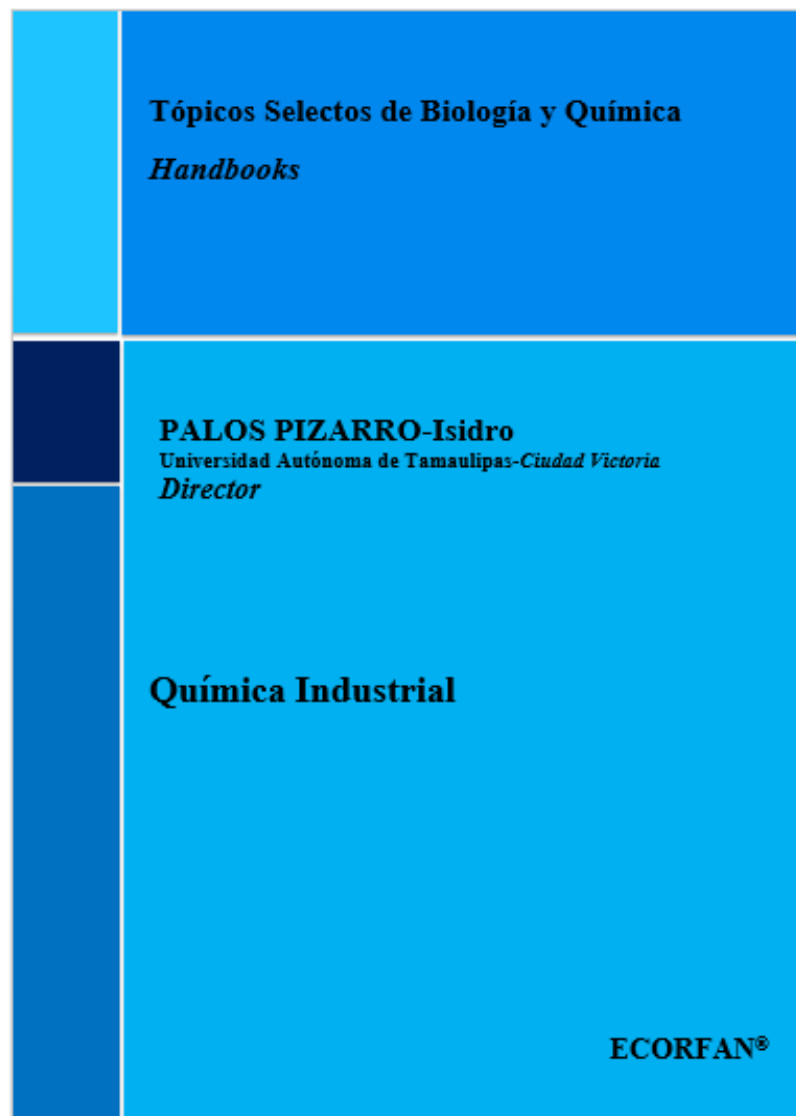 Tópicos Selectos de Biología y Química
Handbooks
PALOS PIZARRO-Isidro
Universidad Autónoma de Tamaulipas-Ciudad Victoria
Director
Química Industrial
ECORFAN®